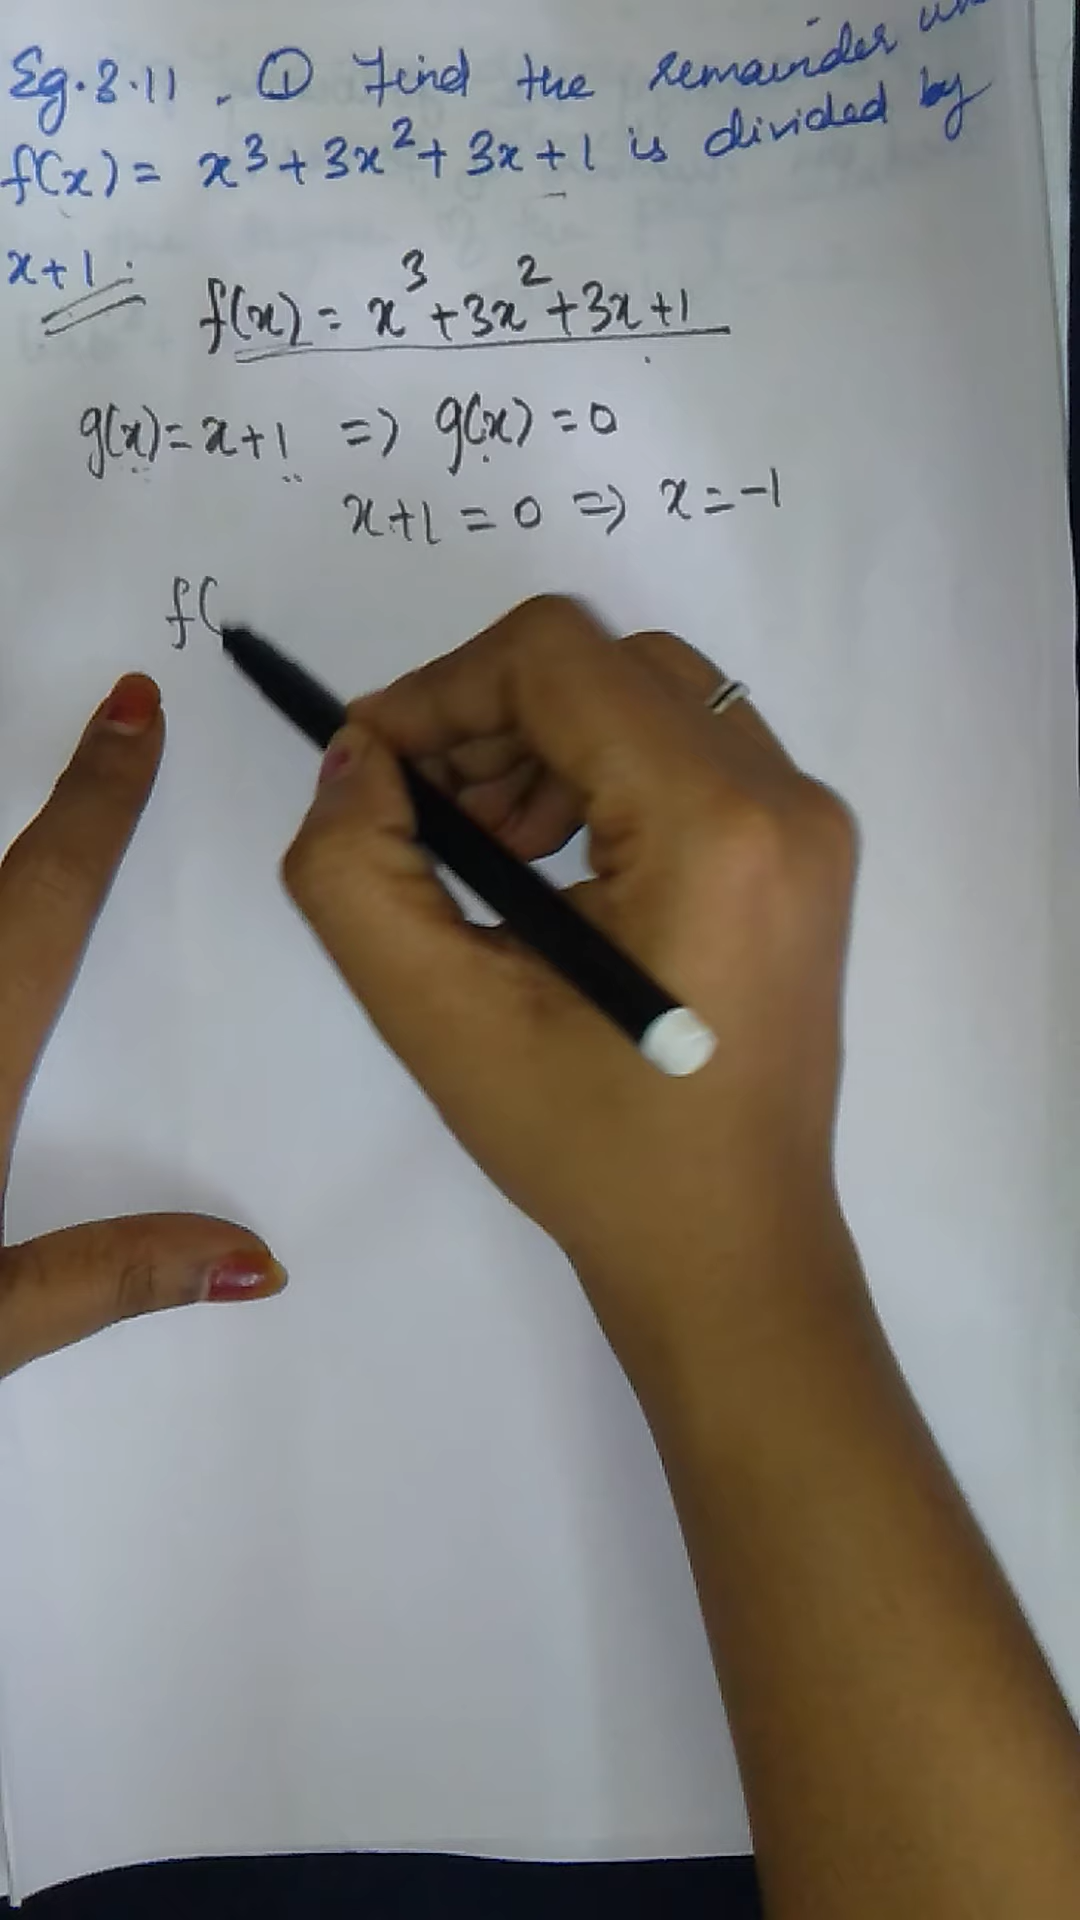 Eg.3.11. ① Find the remainder
f(x) = x³ + 3x² + 3x + 1 is divided by
x+1.
f(x) = x³ + 3x² + 3x + 1
g(x) = x+1 => g(x) = 0
x+1 = 0 => x = -1
f(